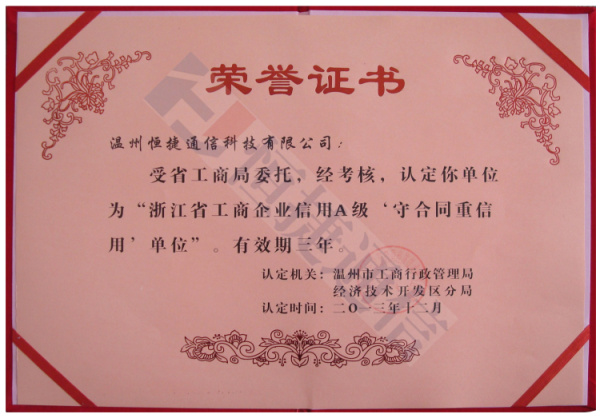 荣誉证书
温州恒捷通信科技有限公司：
受省工商局委托，经考核，认定你单位
为“浙江省工商企业信用A级‘守合同重信
用’单位”。有效期三年。
认定机关：温州市工商行政管理局
经济技术开发区分局
认定时间：二〇一三年十二月
恒捷通信